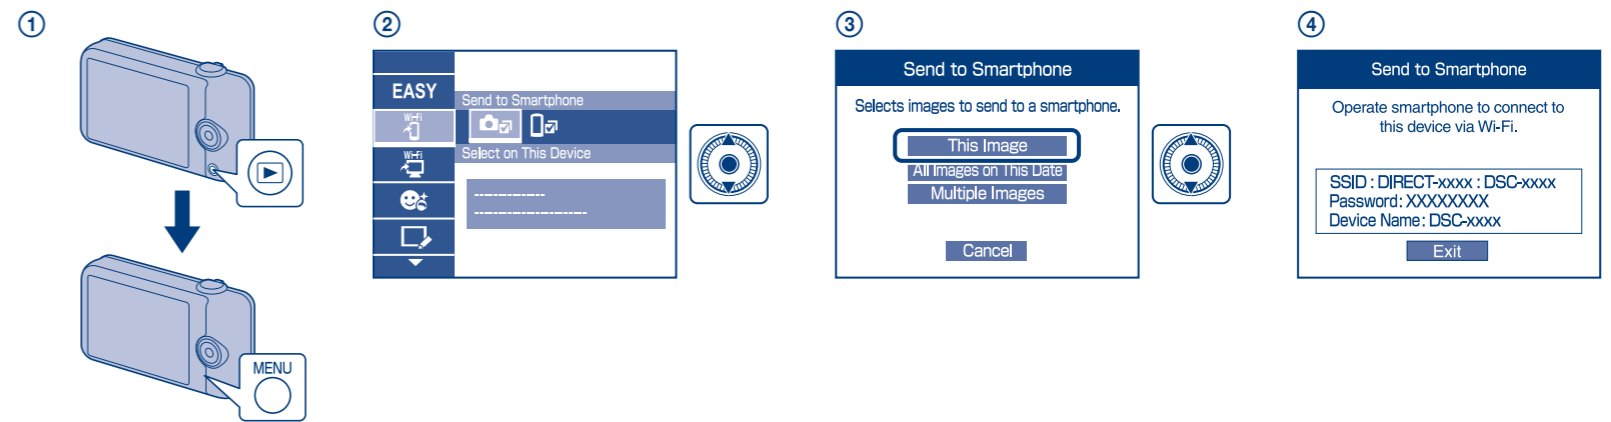 1
MENU
2
EASY
Wi-Fi
Wi-Fi
Send to Smartphone
Select on This Device
3
Send to Smartphone
Selects images to send to a smartphone.
This Image
All Images on This Date
Multiple Images
Cancel
4
Send to Smartphone
Operate smartphone to connect to
this device via Wi-Fi.
SSID : DIRECT-xxxx : DSC-xxxx
Password : XXXXXXXX
Device Name : DSC-xxxx
Exit